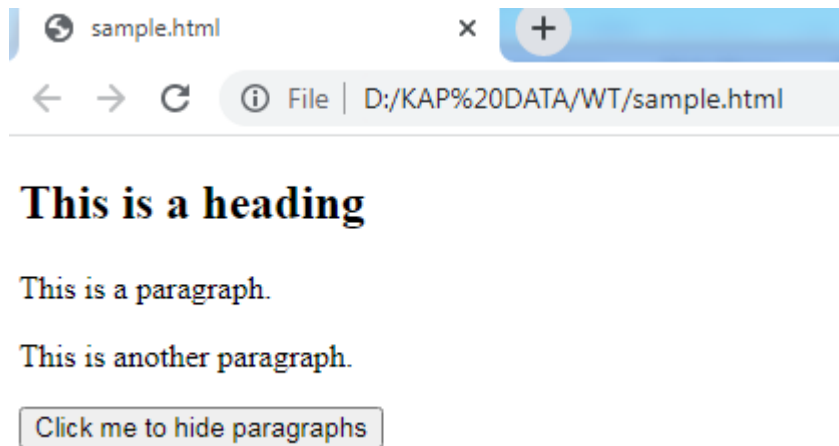 sample.html
File | D:/KAP%20DATA/WT/sample.html
This is a heading
This is a paragraph.
This is another paragraph.
Click me to hide paragraphs